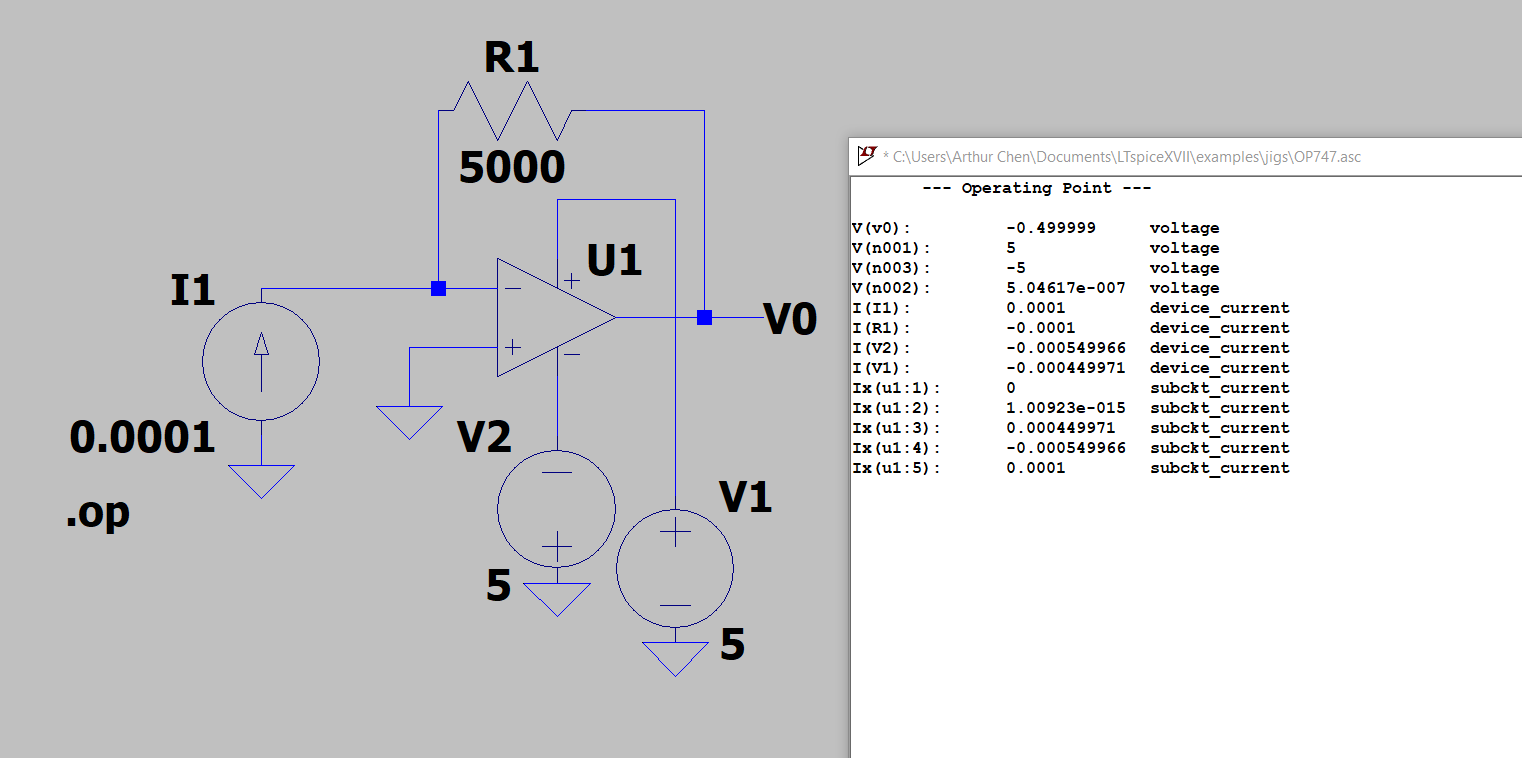 R1
5000
U1
I1
V0
0.0001
V2
.op
V1
5
5
* C:\Users\Arthur Chen\Documents\LTspiceXVII\examples\jigs\OP747.asc
--- Operating Point ---
V(v0): -0.499999 voltage
V(n001): 5 voltage
V(n003): -5 voltage
V(n002): 5.04617e-007 voltage
I(I1): 0.0001 device_current
I(R1): -0.0001 device_current
I(V2): -0.000549966 device_current
I(V1): -0.000449971 device_current
Ix(u1:1): 0 subckt_current
Ix(u1:2): 1.00923e-015 subckt_current
Ix(u1:3): 0.000449971 subckt_current
Ix(u1:4): -0.000549966 subckt_current
Ix(u1:5): 0.0001 subckt_current